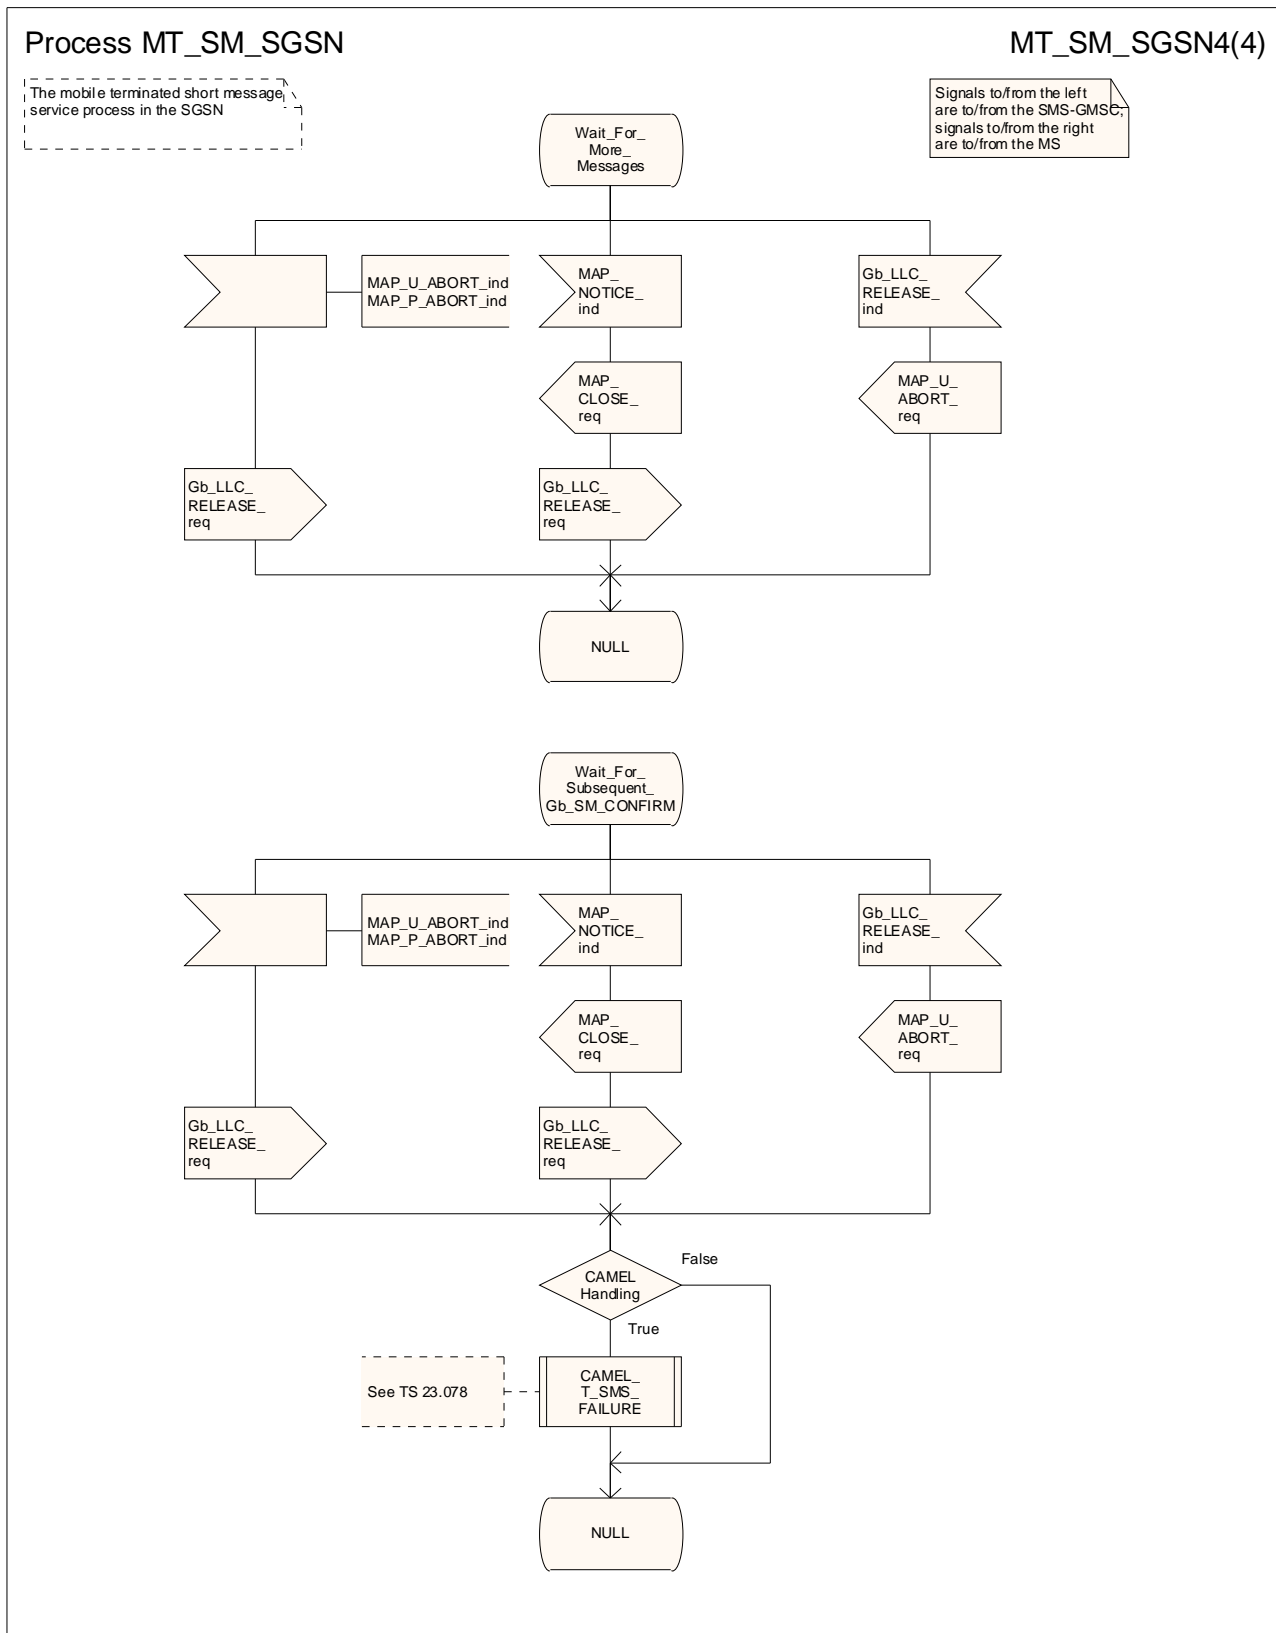 Process MT_SM_SGSN
MT_SM_SGSN4(4)
The mobile terminated short message
service process in the SGSN
Signals to/from the left
are to/from the SMS-GMSC;
signals to/from the right
are to/from the MS
Wait_For_
More_
Messages
MAP_U_ABORT_ind
MAP_P_ABORT_ind
MAP_
NOTICE_
ind
Gb_LLC_
RELEASE_
ind
MAP_
CLOSE_
req
MAP_U_
ABORT_
req
Gb_LLC_
RELEASE_
req
Gb_LLC_
RELEASE_
req
NULL
Wait_For_
Subsequent_
Gb_SM_CONFIRM
MAP_U_ABORT_ind
MAP_P_ABORT_ind
MAP_
NOTICE_
ind
Gb_LLC_
RELEASE_
ind
MAP_
CLOSE_
req
MAP_U_
ABORT_
req
Gb_LLC_
RELEASE_
req
Gb_LLC_
RELEASE_
req
False
CAMEL
Handling
True
See TS 23.078
CAMEL_
T_SMS_
FAILURE
NULL